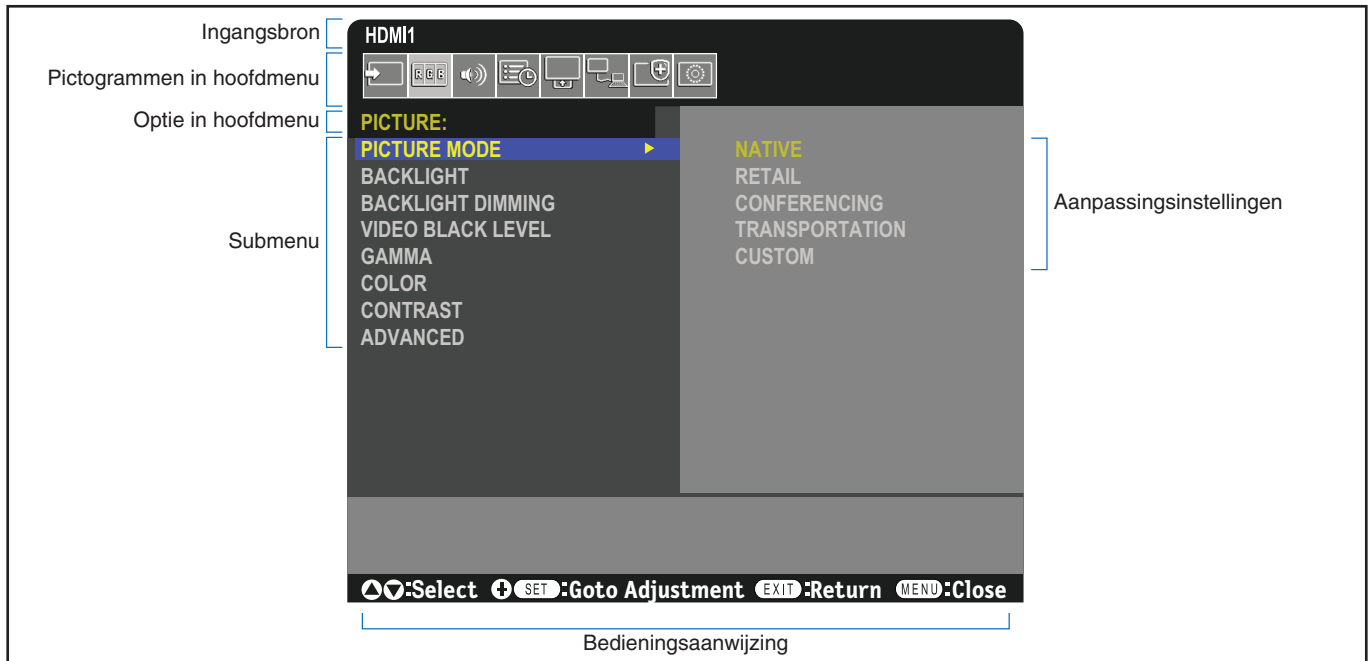 Ingangsbron
HDMI1
Pictogrammen in hoofdmenu
RGB
Optie in hoofdmenu
PICTURE:
Submenu
PICTURE MODE
BACKLIGHT
BACKLIGHT DIMMING
VIDEO BLACK LEVEL
GAMMA
COLOR
CONTRAST
ADVANCED
NATIVE
RETAIL
CONFERENCING
TRANSPORTATION
CUSTOM
Aanpassingsinstellingen
:Select SET:Goto Adjustment EXIT:Return MENU:Close
Bedieningsaanwijzing